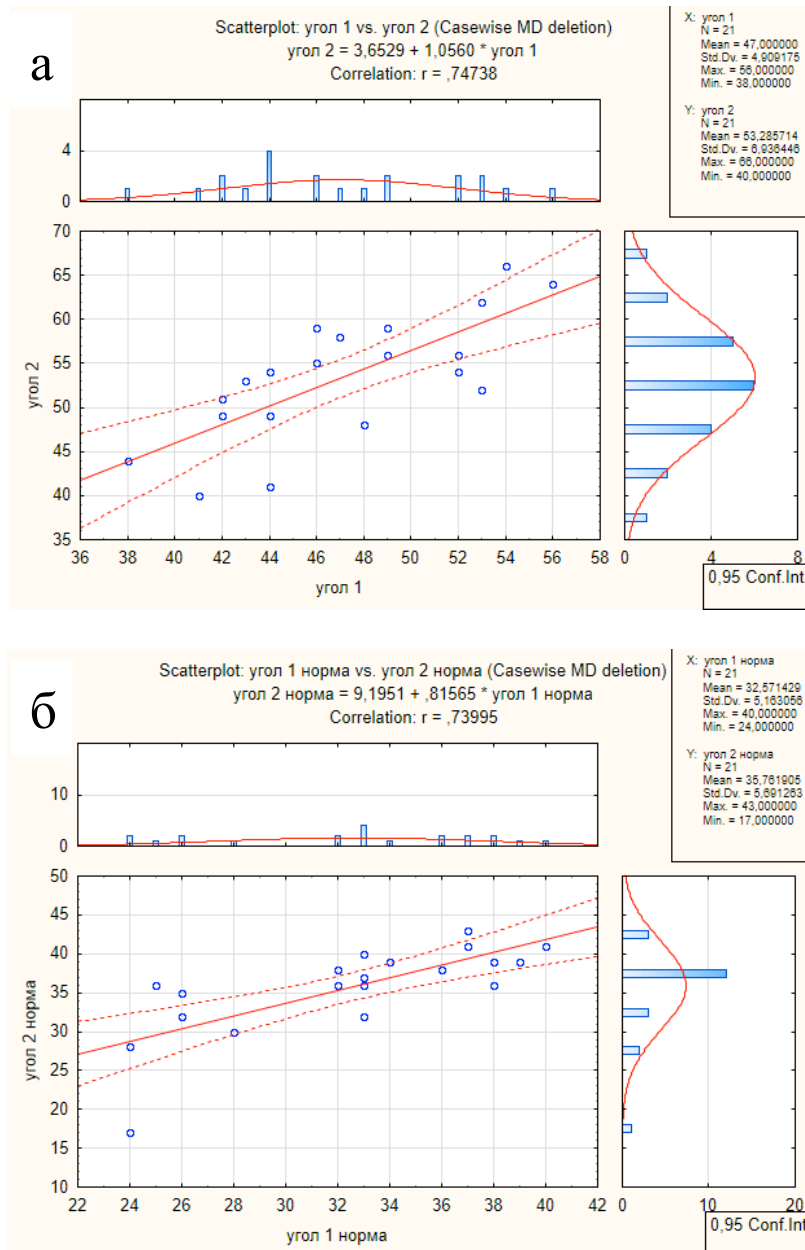 а
Scatterplot: угол 1 vs. угол 2 (Casewise MD deletion)
угол 2 = 3,6529 + 1,0560 * угол 1
Correlation: r = ,74738
X: угол 1
N = 21
Mean = 47,000000
Std.Dv. = 4,909175
Max. = 56,000000
Min. = 38,000000
Y: угол 2
N = 21
Mean = 53,285714
Std.Dv. = 6,936446
Max. = 66,000000
Min. = 40,000000
4
0
70
65
60
55
50
45
40
35
угол 2
36 38 40 42 44 46 48 50 52 54 56 58
угол 1
0 4 8
0,95 Conf.Int
б
Scatterplot: угол 1 норма vs. угол 2 норма (Casewise MD deletion)
угол 2 норма = 9,1951 + ,81565 * угол 1 норма
Correlation: r = ,73995
X: угол 1 норма
N = 21
Mean = 32,571429
Std.Dv. = 5,163056
Max. = 40,000000
Min. = 24,000000
Y: угол 2 норма
N = 21
Mean = 35,761905
Std.Dv. = 5,691263
Max. = 43,000000
Min. = 17,000000
10
0
50
45
40
35
30
25
20
15
10
угол 2 норма
22 24 26 28 30 32 34 36 38 40 42
угол 1 норма
0 10 20
0,95 Conf.Int